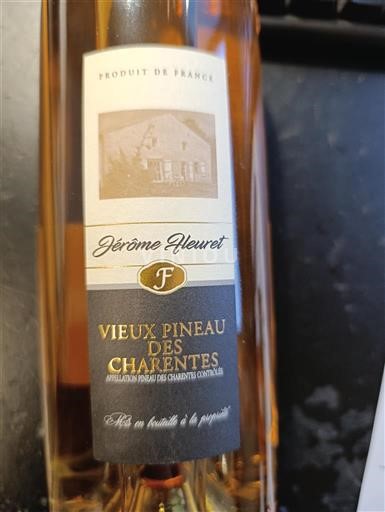 PRODUIT DE FRANCE
Jérôme Fleuret
F
VIEUX PINEAU
DES
CHARENTES
APPELLATION PINEAU DES CHARENTES CONTRÔLÉE
"Mis en bouteille à la propriété"